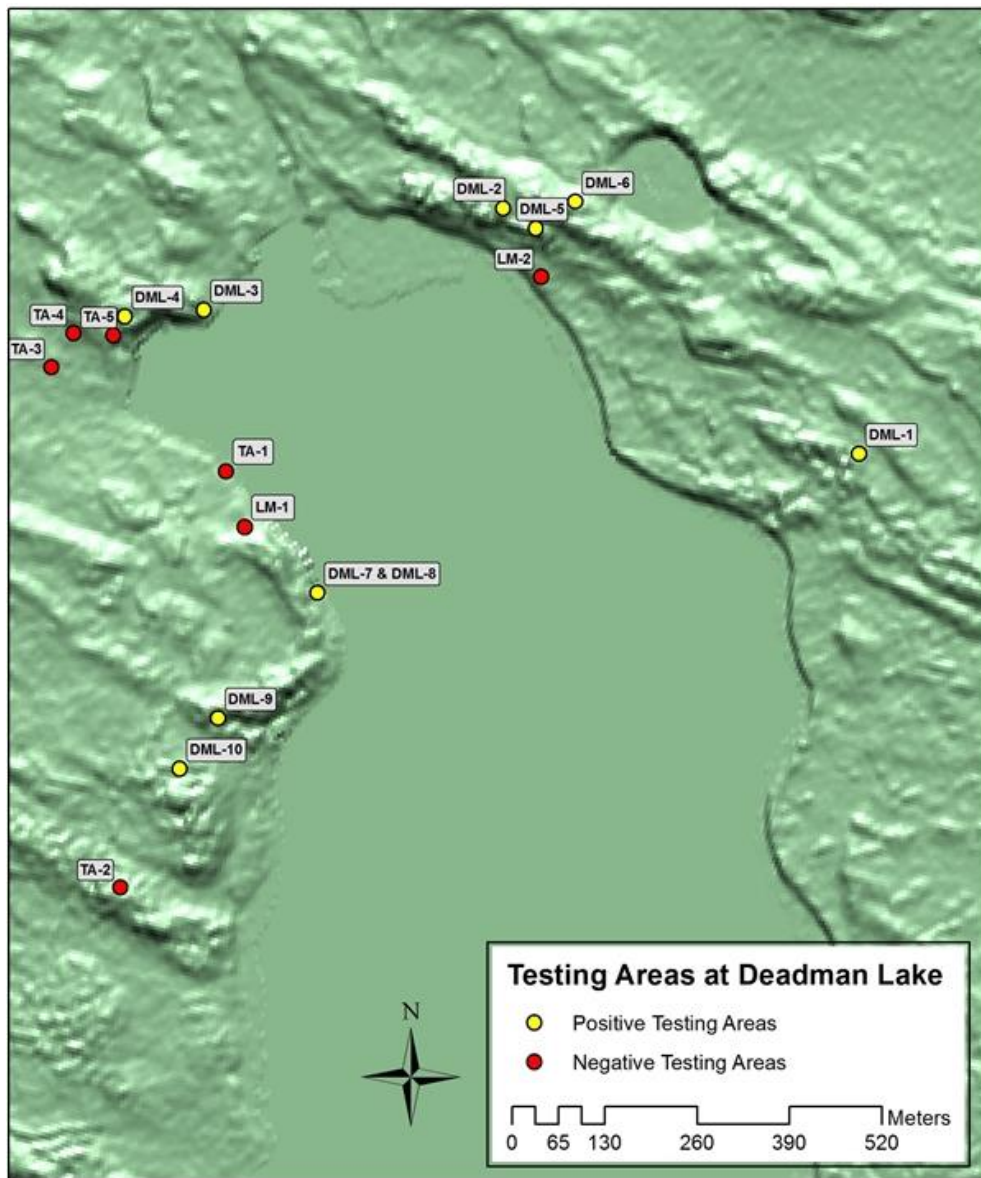 DML-2
DML-6
DML-5
LM-2
DML-4
DML-3
TA-4
TA-5
TA-3
DML-1
TA-1
LM-1
DML-7 & DML-8
DML-9
DML-10
TA-2
N
Testing Areas at Deadman Lake
Positive Testing Areas
Negative Testing Areas
Meters
0 65 130 260 390 520